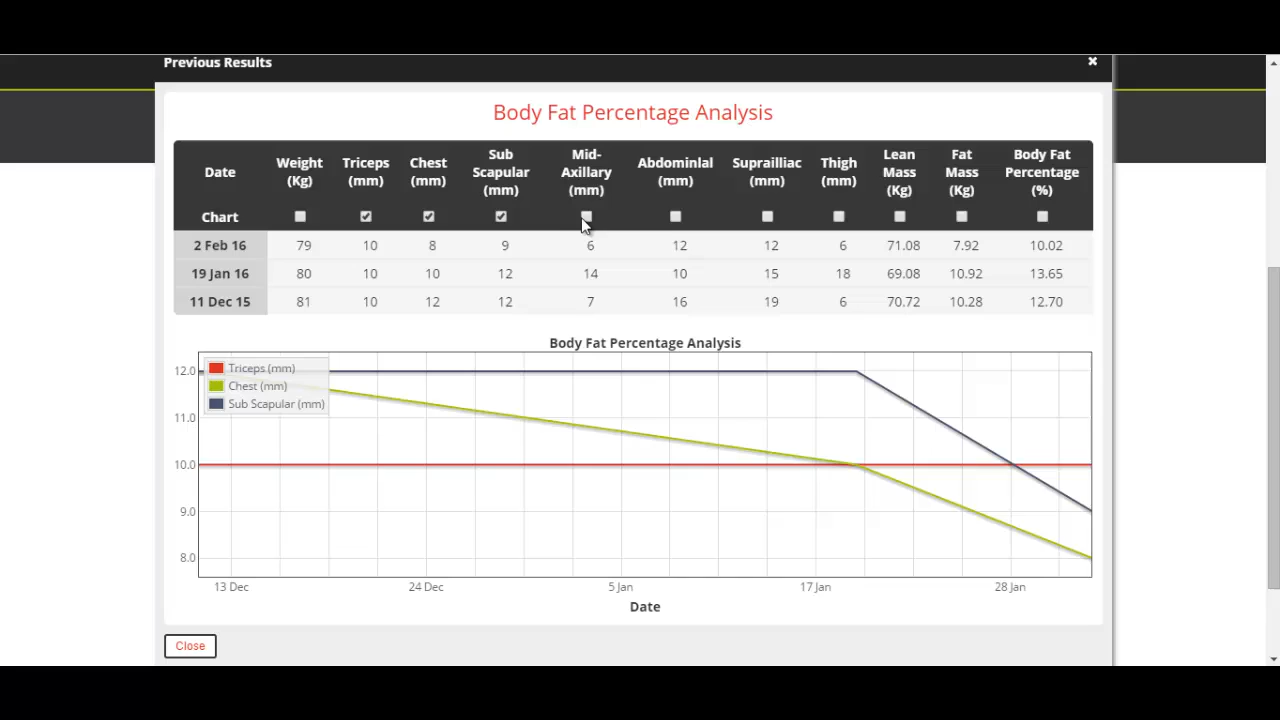 Previous Results
Body Fat Percentage Analysis
Date Weight (Kg) Triceps (mm) Chest (mm) Sub Scapular (mm) Mid-Axillary (mm) Abdominlal (mm) Suprailliac (mm) Thigh (mm) Lean Mass (Kg) Fat Mass (Kg) Body Fat Percentage (%)
Chart
2 Feb 16 79 10 8 9 6 12 12 6 71.08 7.92 10.02
19 Jan 16 80 10 10 12 14 10 15 18 69.08 10.92 13.65
11 Dec 15 81 10 12 12 7 16 19 6 70.72 10.28 12.70
Body Fat Percentage Analysis
Triceps (mm)
Chest (mm)
Sub Scapular (mm)
12.0
11.0
10.0
9.0
8.0
13 Dec 24 Dec 5 Jan 17 Jan 28 Jan
Date
Close